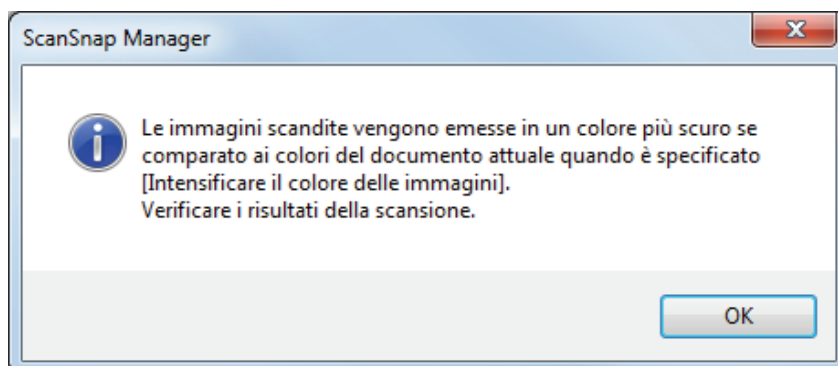 ScanSnap Manager
Le immagini scandite vengono emesse in un colore più scuro se
comparato ai colori del documento attuale quando è specificato
[Intensificare il colore delle immagini].
Verificare i risultati della scansione.
OK